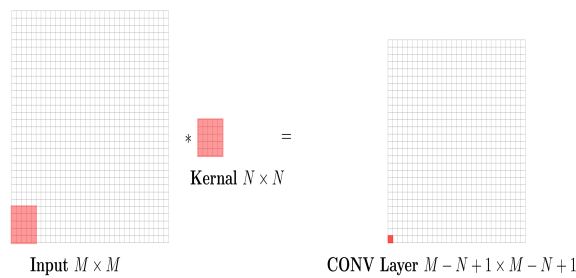 * =
Kernal N × N
Input M × M
CONV Layer M − N + 1 × M − N + 1